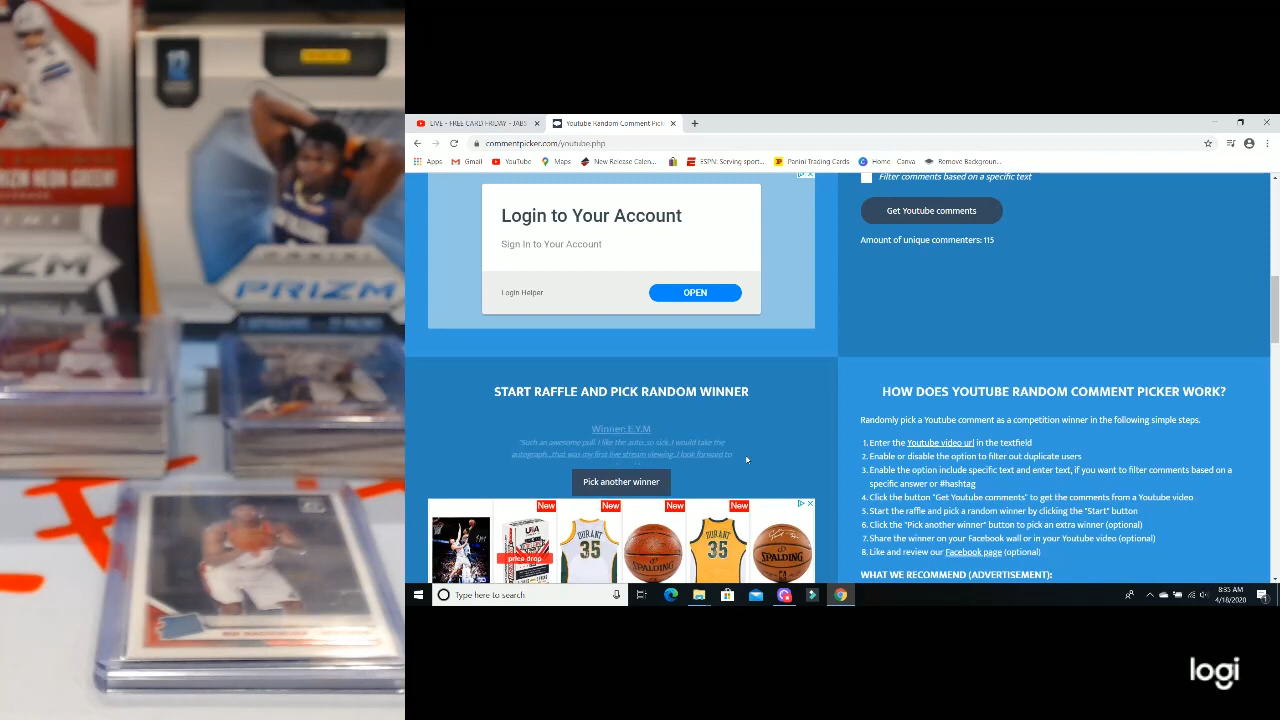 12
PANINI
PRIZM
LIVE - FREE CARD FRIDAY - JABS
Youtube Random Comment Pick
commentpicker.com/youtube.php
Apps
Gmail
YouTube
Maps
New Release Calen...
ESPN: Serving sport...
Panini Trading Cards
Home
Canva
Remove Backgroun...
Login to Your Account
Sign In to Your Account
Login Helper
OPEN
Filter comments based on a specific text
Get Youtube comments
Amount of unique commenters: 115
START RAFFLE AND PICK RANDOM WINNER
Winner: E.Y.M
"Such an awesome pull. I like the auto..so sick..I would take the
autograph...that was my first live stream viewing...I look forward to
Pick another winner
New
New
New
New
New
New
USA
price drop
DURANT
35
SPALDING
DURANT
35
SPALDING
HOW DOES YOUTUBE RANDOM COMMENT PICKER WORK?
Randomly pick a Youtube comment as a competition winner in the following simple steps.
1. Enter the Youtube video url in the textfield
2. Enable or disable the option to filter out duplicate users
3. Enable the option include specific text and enter text, if you want to filter comments based on a
specific answer or #hashtag
4. Click the button "Get Youtube comments" to get the comments from a Youtube video
5. Start the raffle and pick a random winner by clicking the "Start" button
6. Click the "Pick another winner" button to pick an extra winner (optional)
7. Share the winner on your Facebook wall or in your Youtube video (optional)
8. Like and review our Facebook page (optional)
WHAT WE RECOMMEND (ADVERTISEMENT):
Type here to search
8:35 AM
4/18/2020
logi